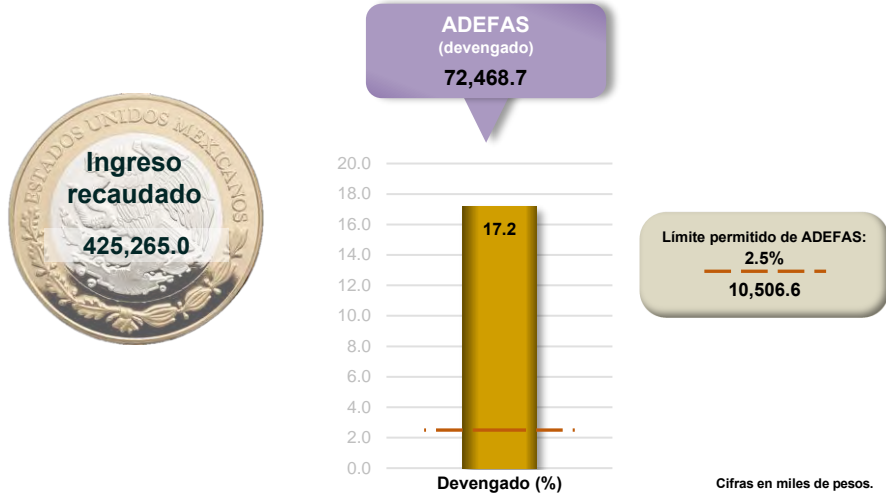 ADEFAS
(devengado)
72,468.7
ESTADOS UNIDOS MEXICANOS
Ingreso
recaudado
425,265.0
20.0
18.0
16.0
14.0
12.0
10.0
8.0
6.0
4.0
2.0
0.0
17.2
Devengado (%)
Límite permitido de ADEFAS:
2.5%
10,506.6
Cifras en miles de pesos.